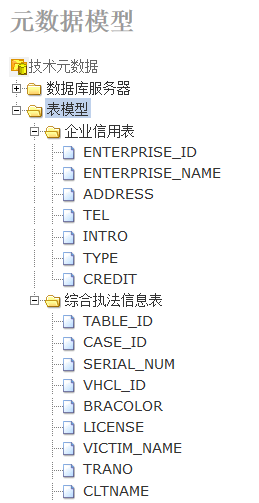 元数据模型
技术元数据
数据库服务器
表模型
企业信用表
ENTERPRISE_ID
ENTERPRISE_NAME
ADDRESS
TEL
INTRO
TYPE
CREDIT
综合执法信息表
TABLE_ID
CASE_ID
SERIAL_NUM
VHCL_ID
BRACOLOR
LICENSE
VICTIM_NAME
TRANO
CLTNAME